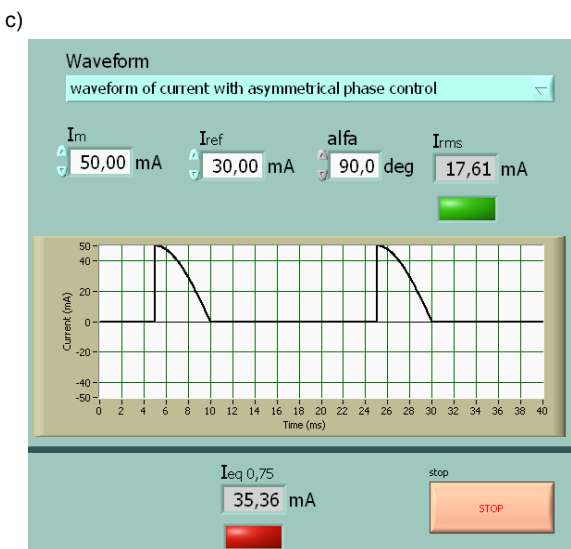 c)
Waveform
waveform of current with asymmetrical phase control
Im Iref alfa Irms
50,00 mA 30,00 mA 90,0 deg 17,61 mA
50
40
20
0
-20
-40
-50
Current (mA)
0 2 4 6 8 10 12 14 16 18 20 22 24 26 28 30 32 34 36 38 40
Time (ms)
Ieq 0,75
35,36 mA
stop
STOP